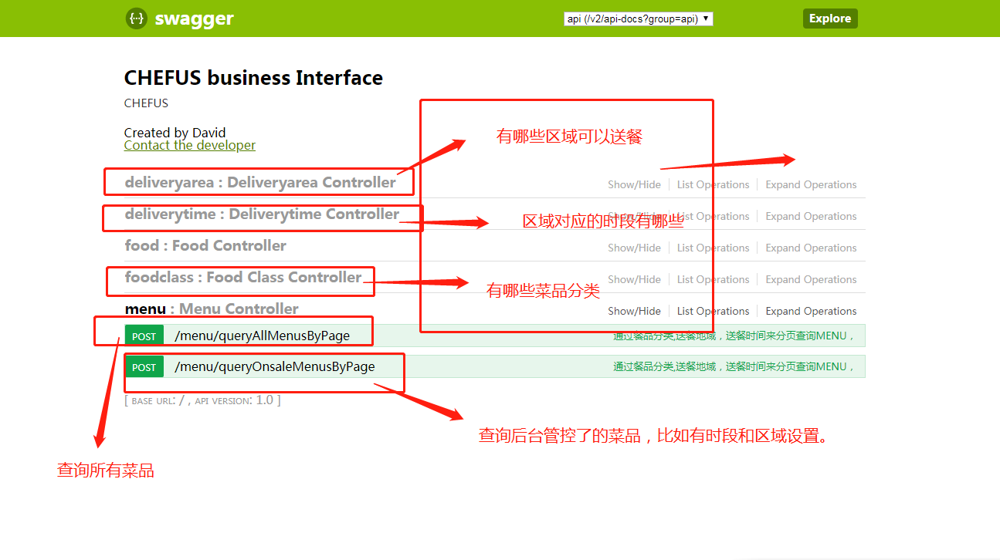 swagger
api (/v2/api-docs?group=api)
Explore
CHEFUS business Interface
CHEFUS
Created by David
Contact the developer
有哪些区域可以送餐
deliveryarea : Deliveryarea Controller
Show/Hide List Operations Expand Operations
deliverytime : Deliverytime Controller
区域对应的时段有哪些
Show/Hide List Operations Expand Operations
food : Food Controller
Show/Hide List Operations Expand Operations
foodclass : Food Class Controller
有哪些菜品分类
Show/Hide List Operations Expand Operations
menu : Menu Controller
Show/Hide List Operations Expand Operations
POST /menu/queryAllMenusByPage 通过餐品分类,送餐地域，送餐时间来分页查询MENU，
POST /menu/queryOnsaleMenusByPage 通过餐品分类,送餐地域，送餐时间来分页查询MENU，
[ BASE URL: / , API VERSION: 1.0 ]
查询后台管控了的菜品，比如有时段和区域设置。
查询所有菜品